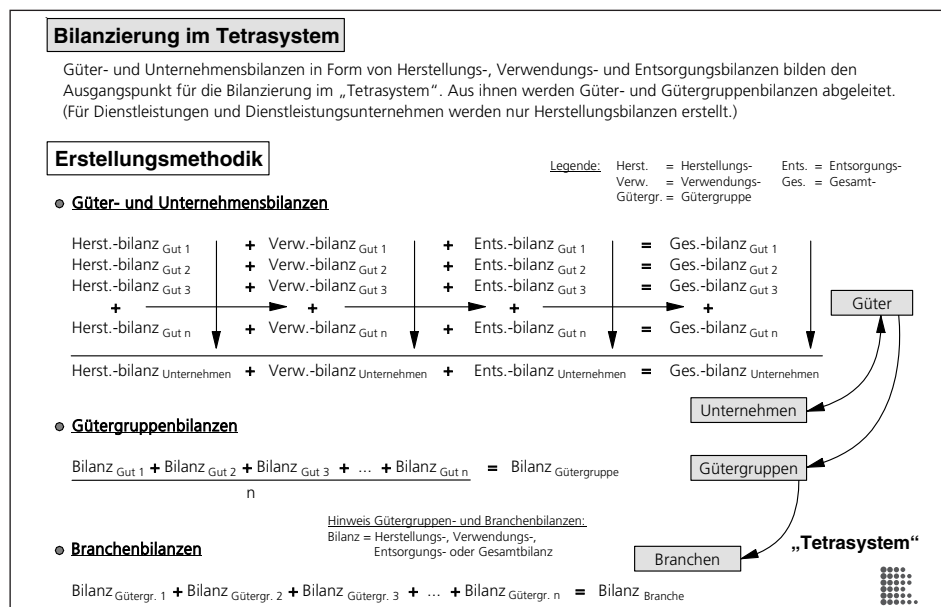 Bilanzierung im Tetrasystem
Güter- und Unternehmensbilanzen in Form von Herstellungs-, Verwendungs- und Entsorgungsbilanzen bilden den
Ausgangspunkt für die Bilanzierung im „Tetrasystem“. Aus ihnen werden Güter- und Gütergruppenbilanzen abgeleitet.
(Für Dienstleistungen und Dienstleistungsunternehmen werden nur Herstellungsbilanzen erstellt.)
Erstellungsmethodik
Legende: Herst. = Herstellungs- Ents. = Entsorgungs-
Verw. = Verwendungs- Ges. = Gesamt-
Gütergr. = Gütergruppe
Güter- und Unternehmensbilanzen
Herst.-bilanz Gut 1 + Verw.-bilanz Gut 1 + Ents.-bilanz Gut 1 = Ges.-bilanz Gut 1
Herst.-bilanz Gut 2 + Verw.-bilanz Gut 2 + Ents.-bilanz Gut 2 = Ges.-bilanz Gut 2
Herst.-bilanz Gut 3 + Verw.-bilanz Gut 3 + Ents.-bilanz Gut 3 = Ges.-bilanz Gut 3
+ + + +
Herst.-bilanz Gut n + Verw.-bilanz Gut n + Ents.-bilanz Gut n = Ges.-bilanz Gut n
Herst.-bilanz Unternehmen + Verw.-bilanz Unternehmen + Ents.-bilanz Unternehmen = Ges.-bilanz Unternehmen
Güter
Unternehmen
Gütergruppen
Branchen
„Tetrasystem“
Gütergruppenbilanzen
Bilanz Gut 1 + Bilanz Gut 2 + Bilanz Gut 3 + ... + Bilanz Gut n = Bilanz Gütergruppe
n
Hinweis Gütergruppen- und Branchenbilanzen:
Bilanz = Herstellungs-, Verwendungs-,
Entsorgungs- oder Gesamtbilanz
Branchenbilanzen
Bilanz Gütergr. 1 + Bilanz Gütergr. 2 + Bilanz Gütergr. 3 + ... + Bilanz Gütergr. n = Bilanz Branche